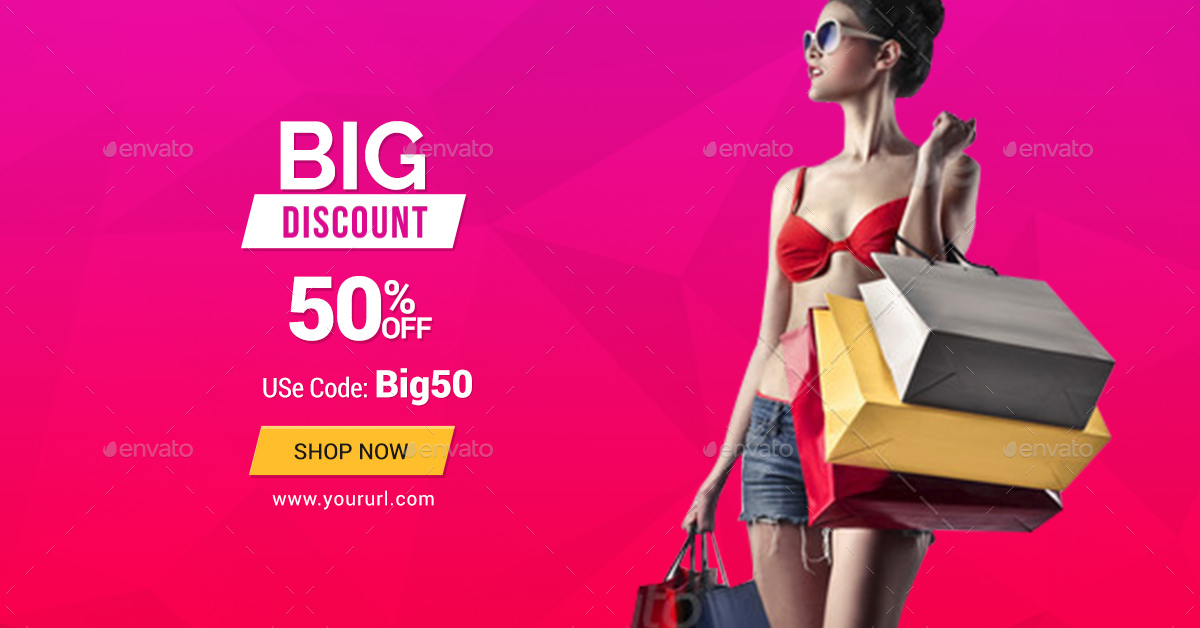 BIG
DISCOUNT
50% OFF
USe Code: Big50
SHOP NOW
www.yoururl.com
envato
envato
envato
envato
envato
envato
envato
envato